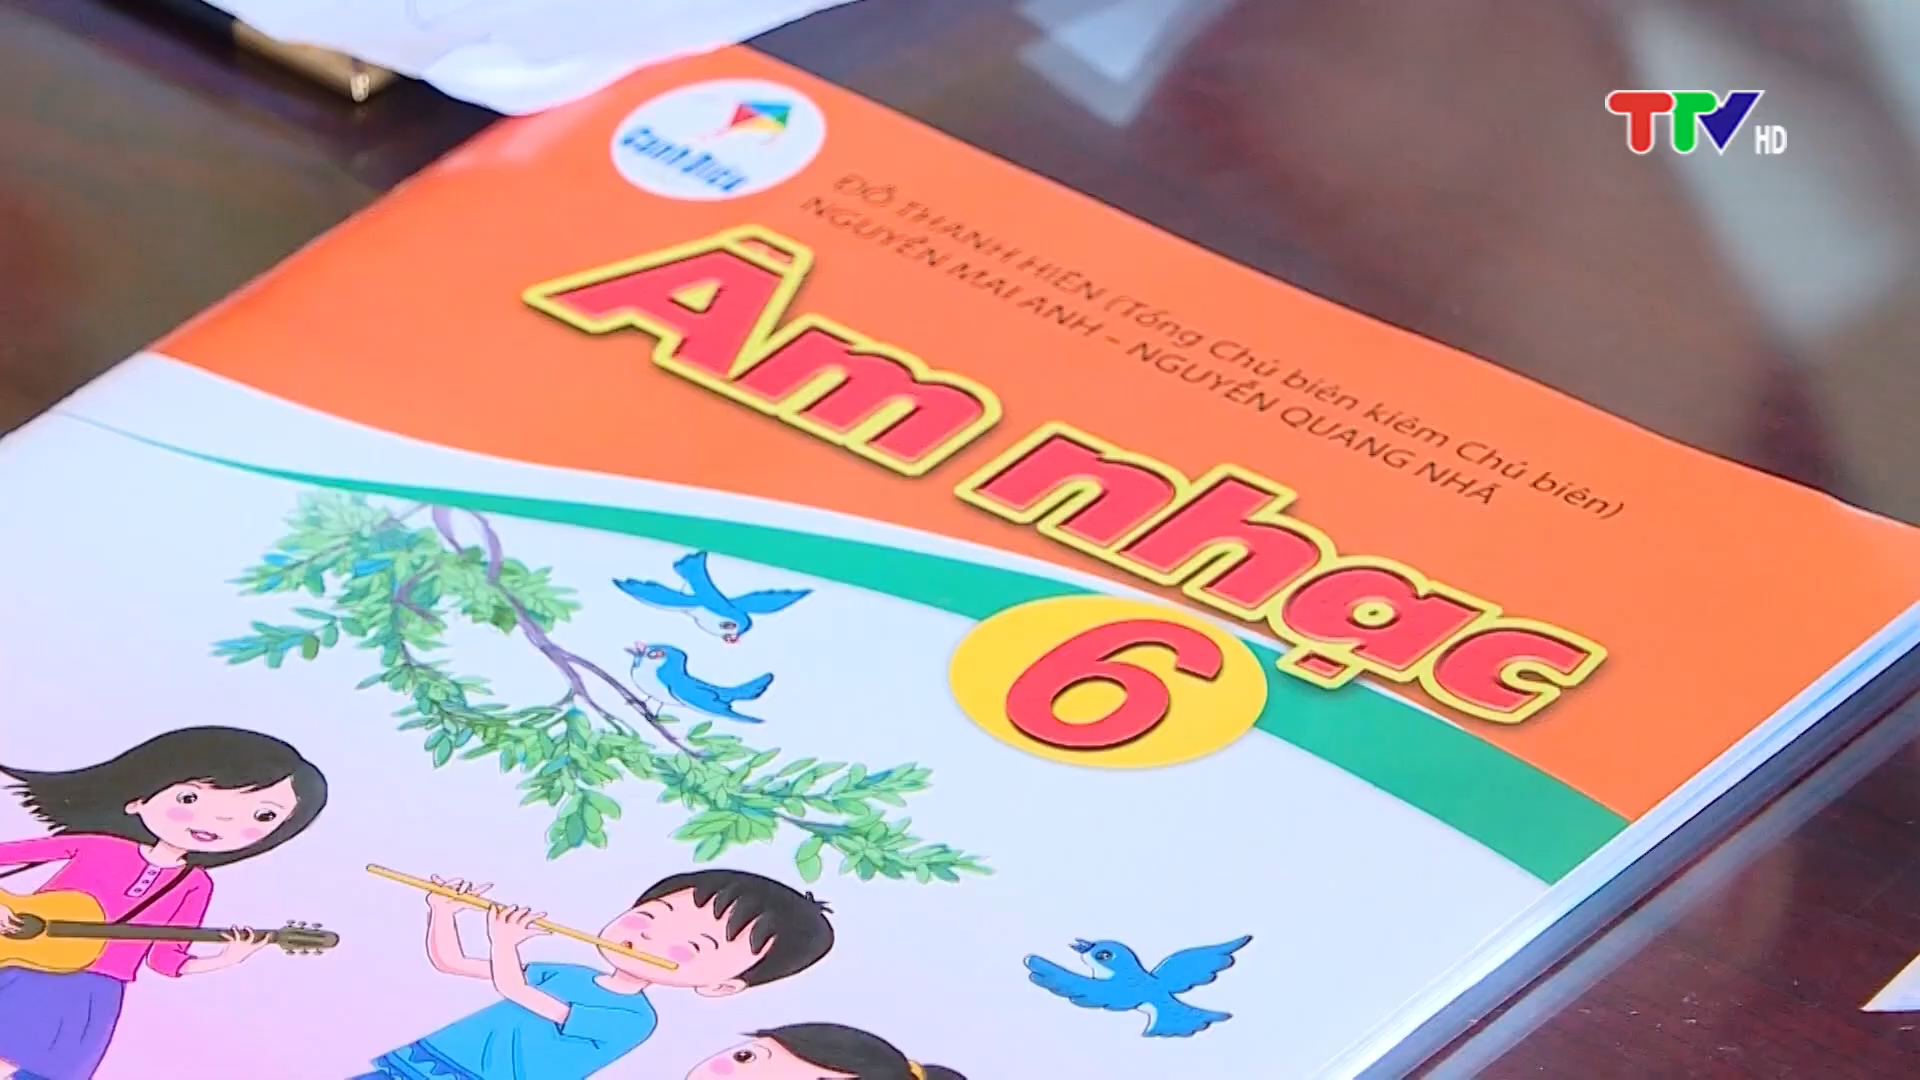 TTV HD
Cánh Diều
ĐỖ THANH HIÊN (Tổng Chủ biên kiêm Chủ biên)
NGUYỄN MAI ANH – NGUYỄN QUANG NHÃ
Âm nhạc
6